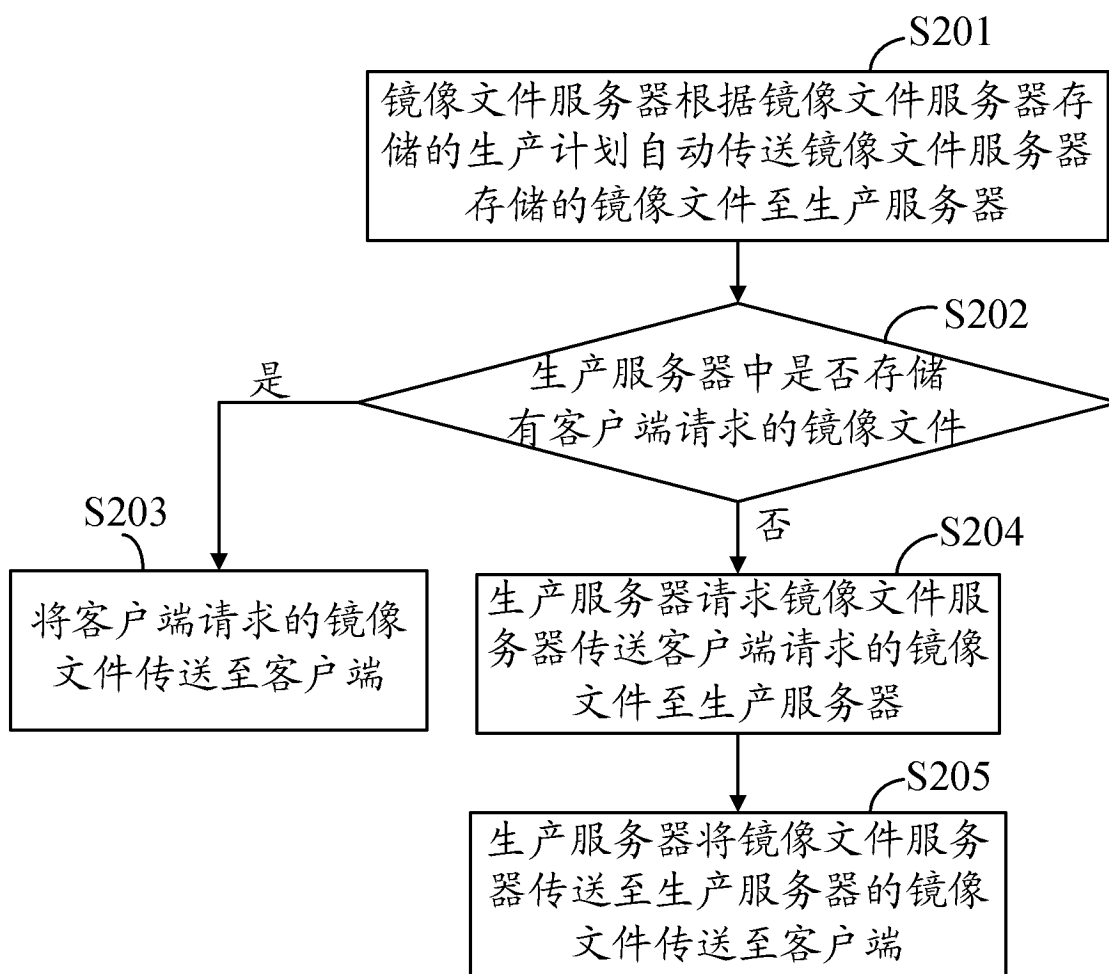 S201
镜像文件服务器根据镜像文件服务器存
储的生产计划自动传送镜像文件服务器
存储的镜像文件至生产服务器
S202
生产服务器中是否存储
有客户端请求的镜像文件
是
否
S203
将客户端请求的镜像
文件传送至客户端
S204
生产服务器请求镜像文件服
务器传送客户端请求的镜像
文件至生产服务器
S205
生产服务器将镜像文件服务
器传送至生产服务器的镜像
文件传送至客户端